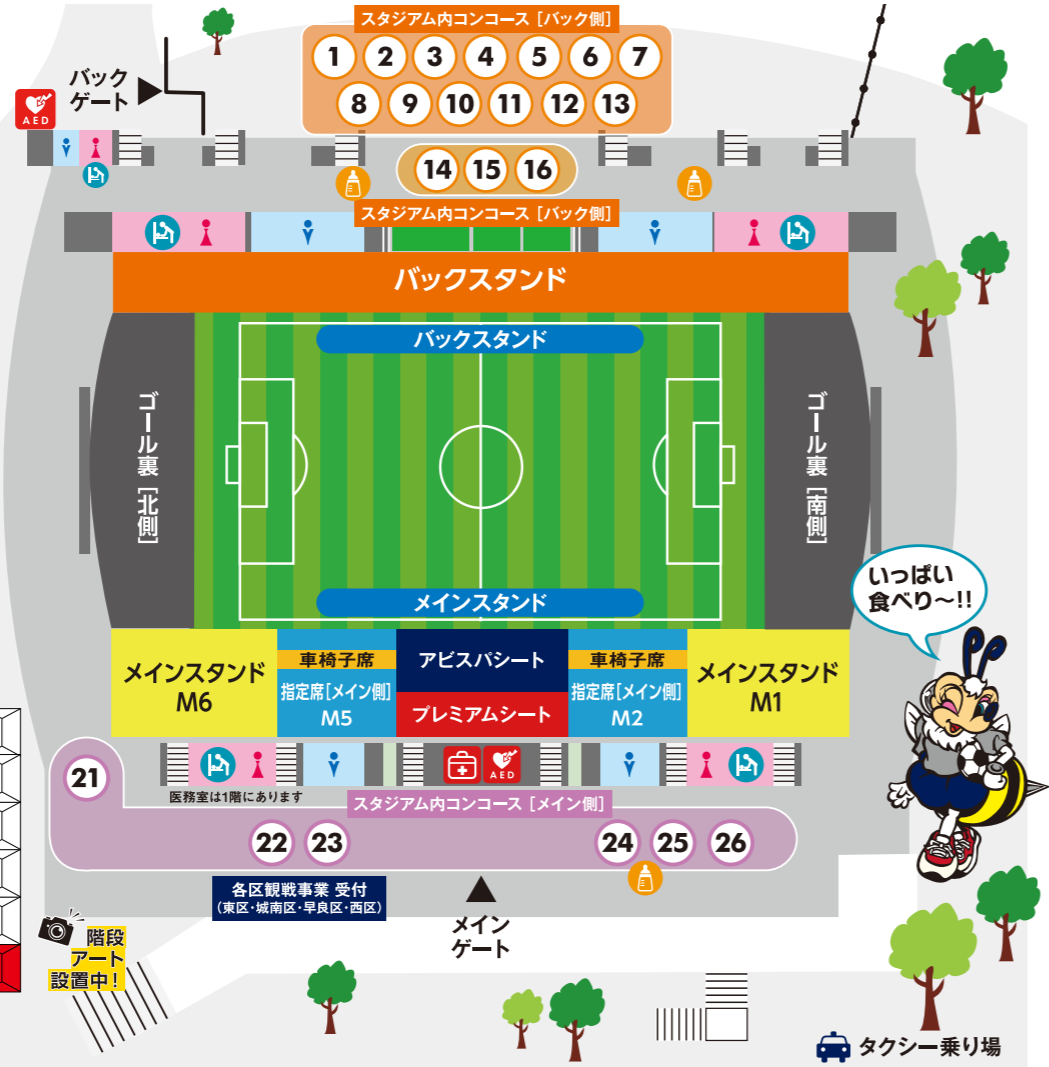 スタジアム内コンコース [バック側]
1 2 3 4 5 6 7
8 9 10 11 12 13
バック
ゲート
AED
14 15 16
スタジアム内コンコース [バック側]
バックスタンド
バックスタンド
ゴール裏 [北側]
ゴール裏 [南側]
メインスタンド
いっぱい
食べり〜!!
メインスタンド
M6
車椅子席
指定席[メイン側]
M5
アビスパシート
プレミアムシート
車椅子席
指定席[メイン側]
M2
メインスタンド
M1
AED
医務室は1階にあります
スタジアム内コンコース [メイン側]
21
22 23 24 25 26
各区観戦事業 受付
(東区・城南区・早良区・西区)
メイン
ゲート
階段
アート
設置中!
タクシー乗り場